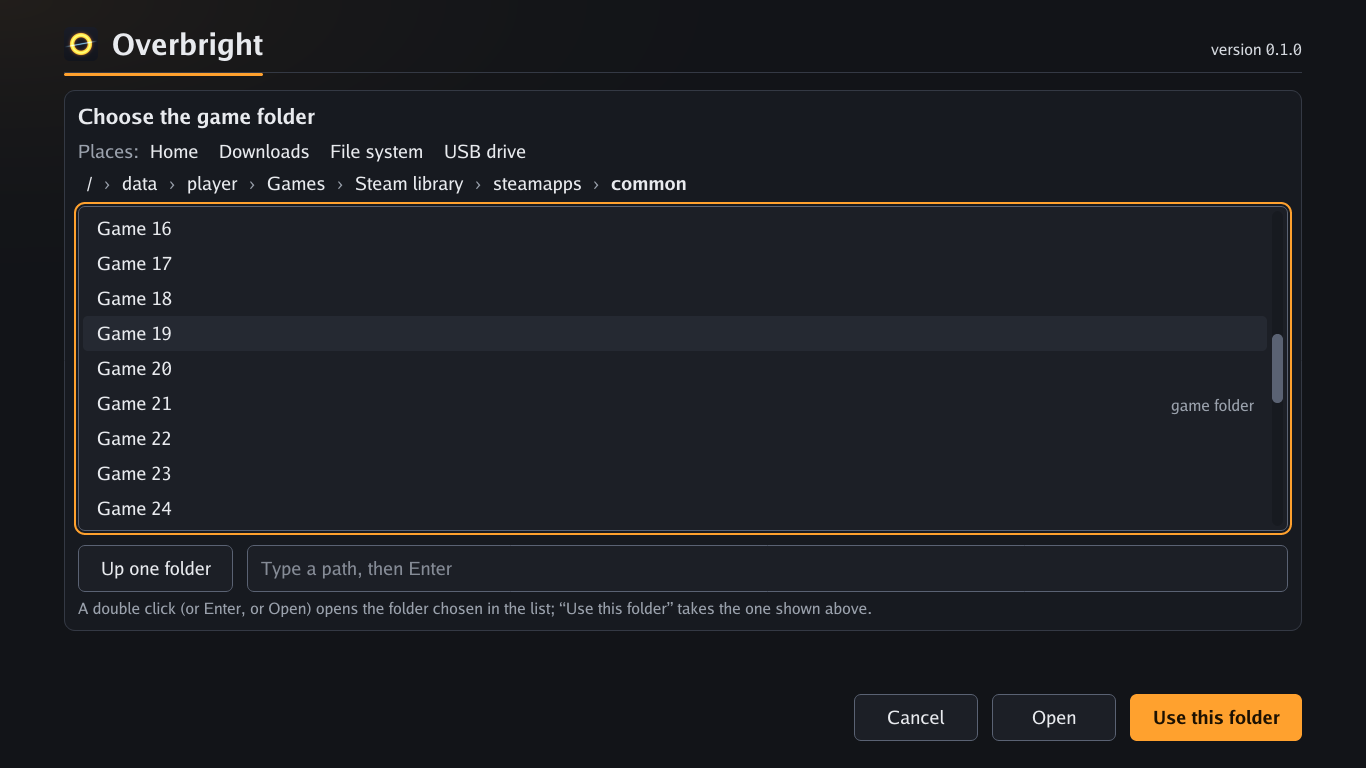 Overbright
version 0.1.0
Choose the game folder
Places: Home Downloads File system USB drive
/ › data › player › Games › Steam library › steamapps › common
Game 16
Game 17
Game 18
Game 19
Game 20
Game 21 game folder
Game 22
Game 23
Game 24
Up one folder Type a path, then Enter
A double click (or Enter, or Open) opens the folder chosen in the list; “Use this folder” takes the one shown above.
Cancel Open Use this folder